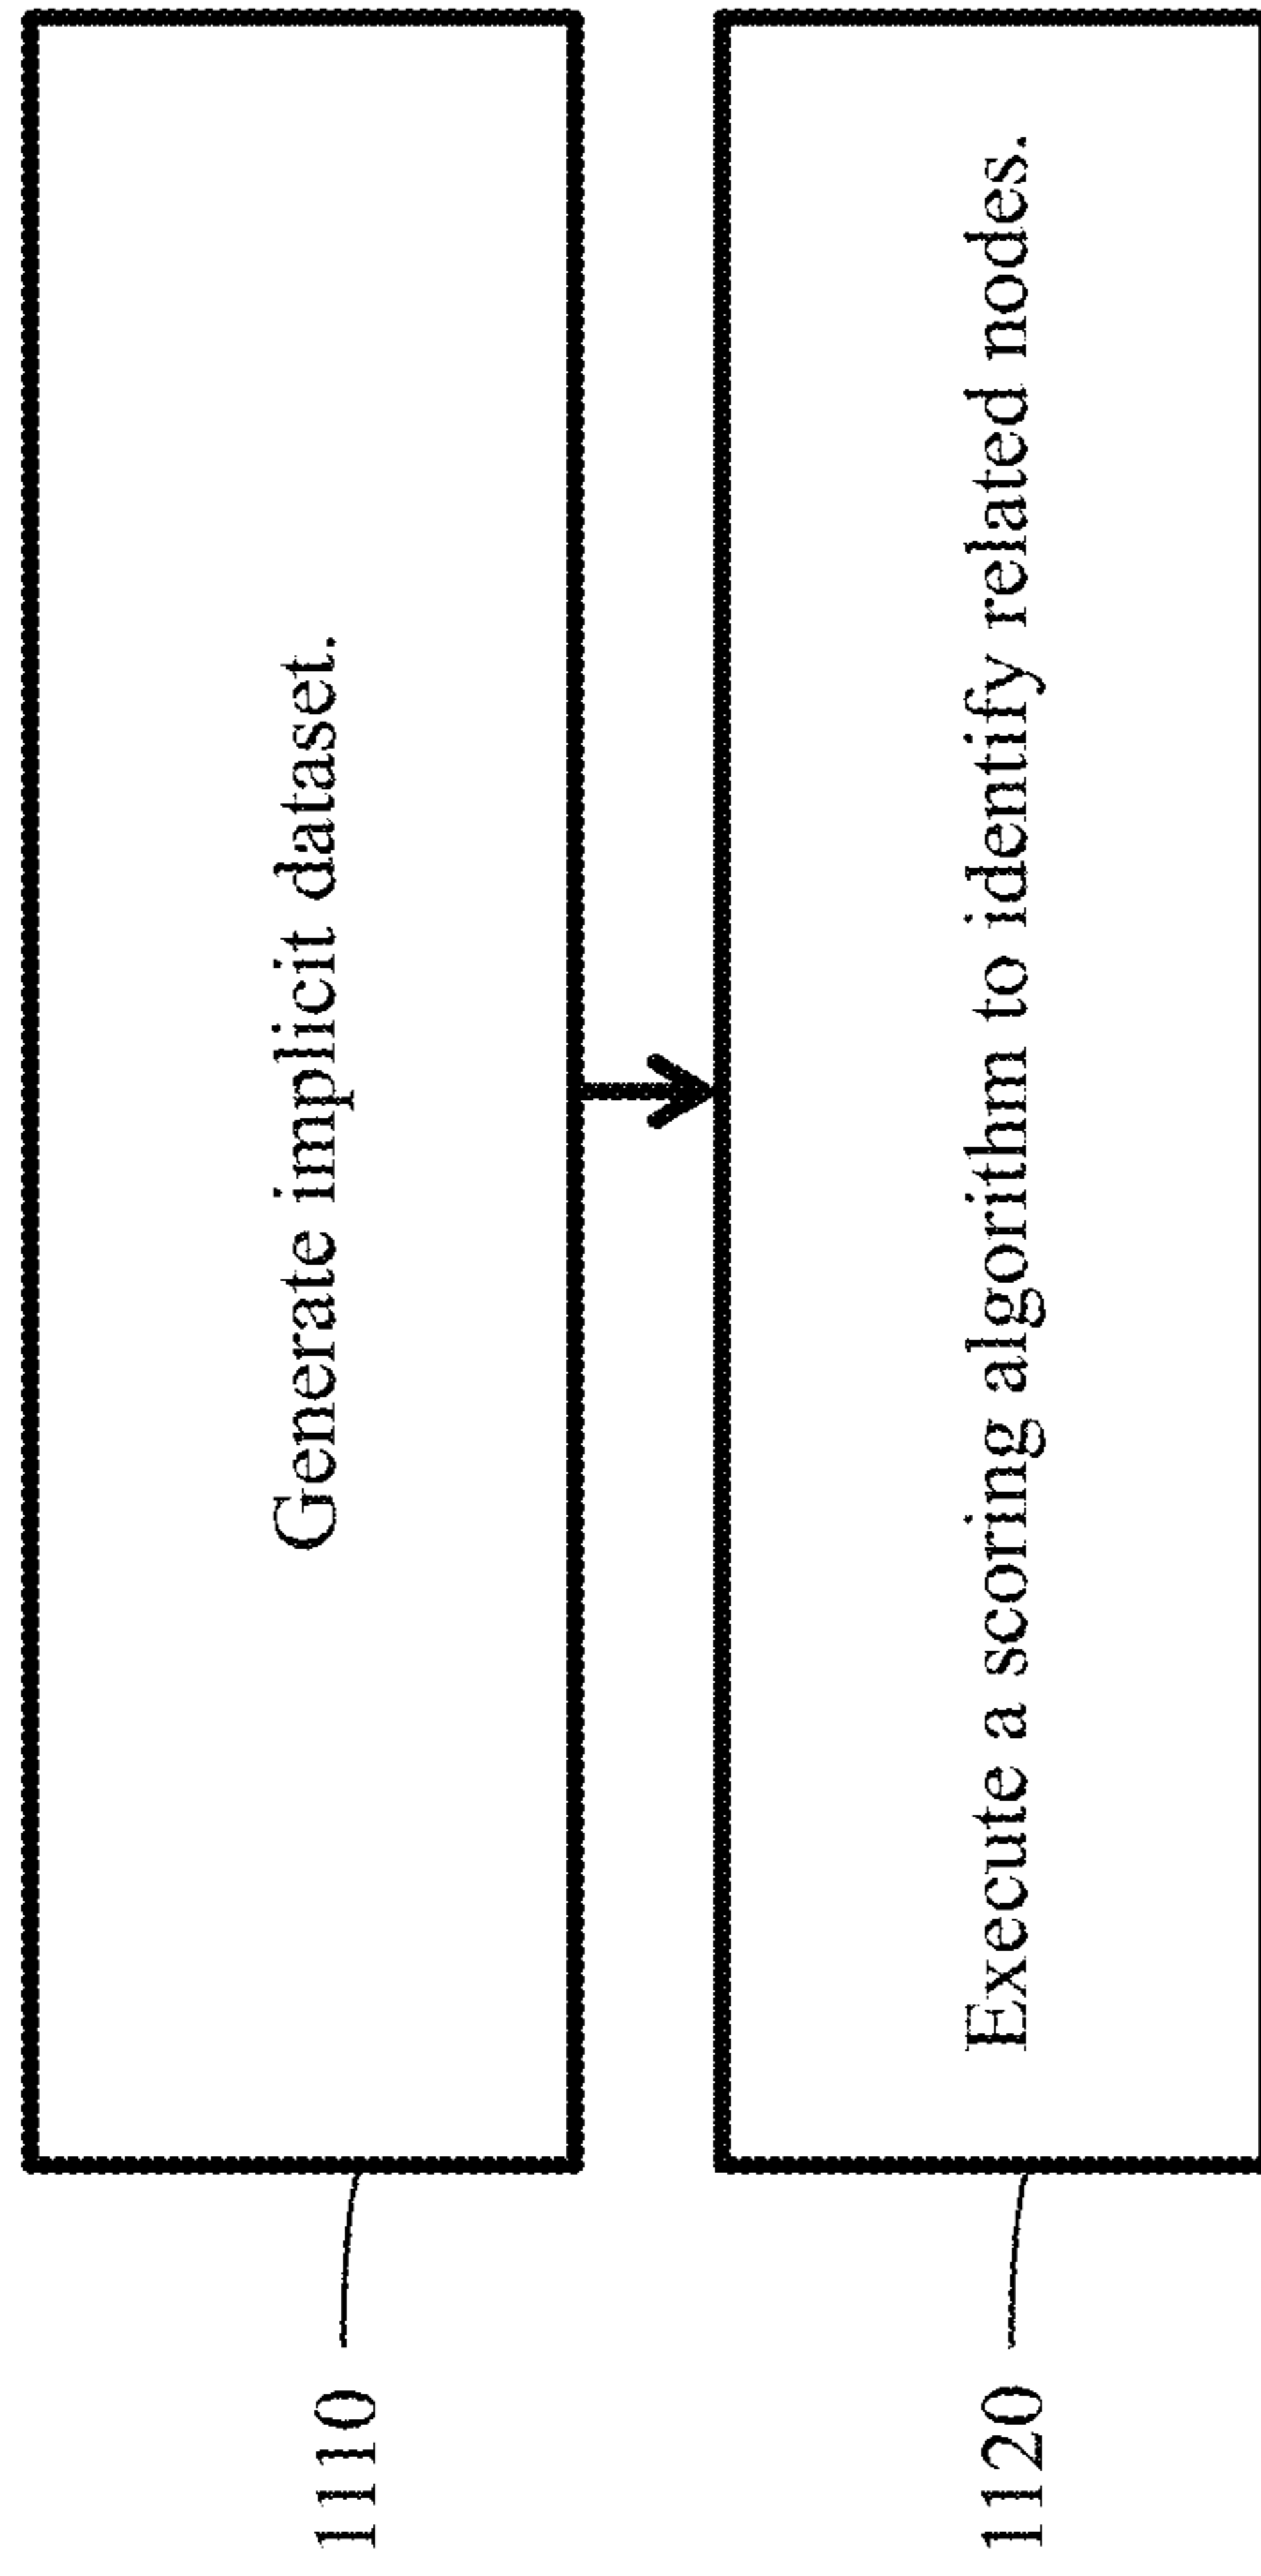 1110
Generate implicit dataset.
1120
Execute a scoring algorithm to identify related nodes.